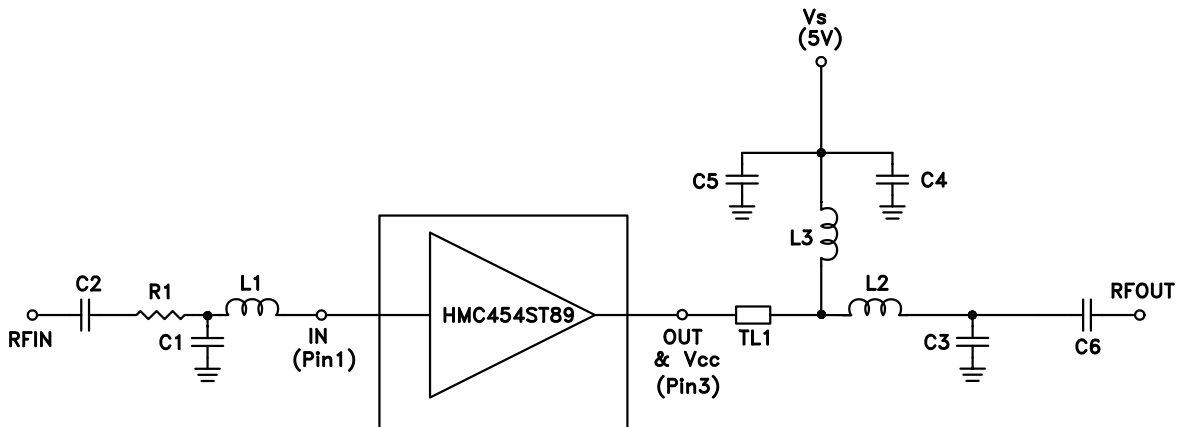 Vs
(5V)
C5
C4
L3
C2
R1
L1
HMC454ST89
L2
RFOUT
RFIN
C1
IN
(Pin1)
OUT
& Vcc
(Pin3)
TL1
C3
C6